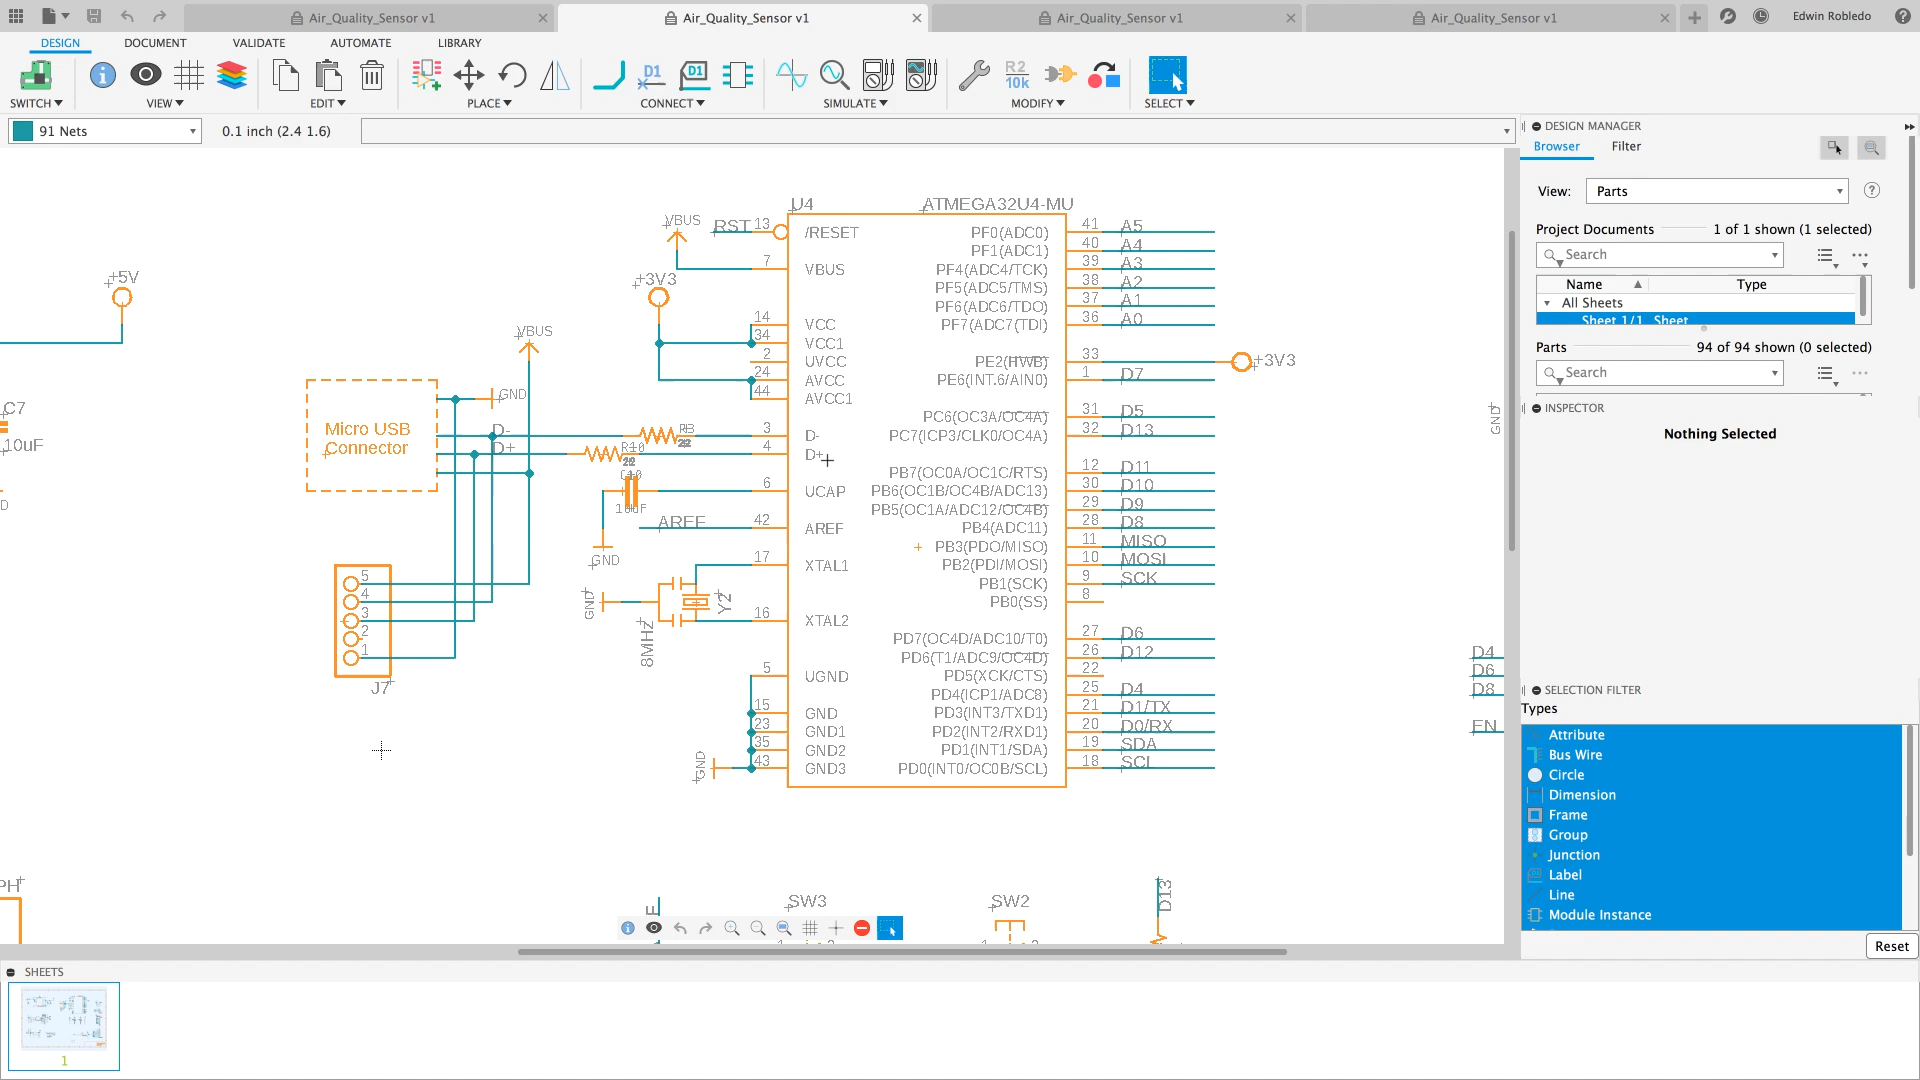 Air_Quality_Sensor v1
Air_Quality_Sensor v1
Air_Quality_Sensor v1
Air_Quality_Sensor v1
Edwin Robledo
DESIGN
DOCUMENT
VALIDATE
AUTOMATE
LIBRARY
SWITCH
VIEW
EDIT
PLACE
D1
D1
CONNECT
SIMULATE
R2
10k
MODIFY
SELECT
91 Nets
0.1 inch (2.4 1.6)
DESIGN MANAGER
Browser
Filter
View:
Parts
Project Documents
1 of 1 shown (1 selected)
Search
Name
Type
All Sheets
Sheet 1/1
Sheet
Parts
94 of 94 shown (0 selected)
Search
INSPECTOR
Nothing Selected
SELECTION FILTER
Types
Attribute
Bus Wire
Circle
Dimension
Frame
Group
Junction
Label
Line
Module Instance
Reset
+5V
C7
10uF
D
PH
VBUS
GND
D-
D+
Micro USB
Connector
5
4
3
2
1
J7
VBUS
RST
+3V3
R10
22
10uF
GND
AREF
GND
8MHz
Y2
GND
U4
ATMEGA32U4-MU
13 /RESET
7 VBUS
14 VCC
34 VCC1
2 UVCC
24 AVCC
44 AVCC1
3 D-
4 D+
6 UCAP
42 AREF
17 XTAL1
16 XTAL2
5 UGND
15 GND
23 GND1
35 GND2
43 GND3
PF0(ADC0) 41 A5
PF1(ADC1) 40 A4
PF4(ADC4/TCK) 39 A3
PF5(ADC5/TMS) 38 A2
PF6(ADC6/TDO) 37 A1
PF7(ADC7(TDI) 36 A0
PE2(HWB) 33 +3V3
PE6(INT.6/AIN0) 1 D7
PC6(OC3A/OC4A) 31 D5
PC7(ICP3/CLK0/OC4A) 32 D13
PB7(OC0A/OC1C/RTS) 12 D11
PB6(OC1B/OC4B/ADC13) 30 D10
PB5(OC1A/ADC12/OC4B) 29 D9
PB4(ADC11) 28 D8
PB3(PDO/MISO) 11 MISO
PB2(PDI/MOSI) 10 MOSI
PB1(SCK) 9 SCK
PB0(SS) 8
PD7(OC4D/ADC10/T0) 27 D6
PD6(T1/ADC9/OC4D) 26 D12
PD5(XCK/CTS) 22
PD4(ICP1/ADC8) 25 D4
PD3(INT3/TXD1) 21 D1/TX
PD2(INT2/RXD1) 20 D0/RX
PD1(INT1/SDA) 19 SDA
PD0(INT0/OC0B/SCL) 18 SCL
GND
D4
D6
D8
EN
SW3
SW2
D13
SHEETS
1